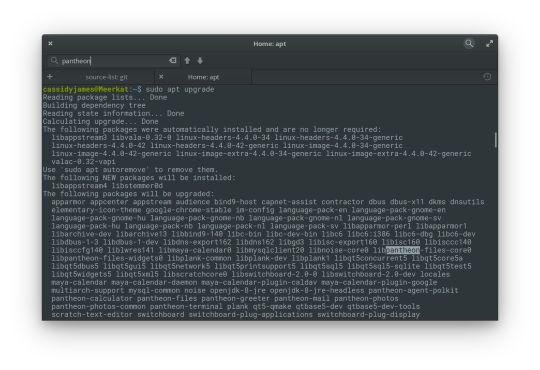 Home: apt
pantheon
source-list: git
Home: apt
cassidyjames@Meerkat:~$ sudo apt upgrade
Reading package lists... Done
Building dependency tree
Reading state information... Done
Calculating upgrade... Done
The following packages were automatically installed and are no longer required:
libappstream3 libvala-0.32-0 linux-headers-4.4.0-34 linux-headers-4.4.0-34-generic
linux-headers-4.4.0-42 linux-headers-4.4.0-42-generic linux-image-4.4.0-34-generic
linux-image-4.4.0-42-generic linux-image-extra-4.4.0-34-generic linux-image-extra-4.4.0-42-generic
valac-0.32-vapi
Use 'sudo apt autoremove' to remove them.
The following NEW packages will be installed:
libappstream4 libstemmer0d
The following packages will be upgraded:
apparmor appcenter appstream audience bind9-host capnet-assist contractor dbus dbus-x11 dkms dnsutils
elementary-icon-theme google-chrome-stable im-config language-pack-en language-pack-gnome-en
language-pack-gnome-hu language-pack-gnome-nb language-pack-gnome-nl language-pack-gnome-sv
language-pack-hu language-pack-nb language-pack-nl language-pack-sv libapparmor-perl libapparmor1
libarchive-dev libarchive13 libbind9-140 libc-bin libc-dev-bin libc6 libc6:i386 libc6-dbg libc6-dev
libdbus-1-3 libdbus-1-dev libdns-export162 libdns162 libgd3 libisc-export160 libisc160 libisccc140
libisccfg140 liblwres141 libmaya-calendar0 libmysqlclient20 libnoise-core0 libpantheon-files-core0
libpantheon-files-widgets0 libplank-common libplank-dev libplank1 libqt5concurrent5 libqt5core5a
libqt5dbus5 libqt5gui5 libqt5network5 libqt5printsupport5 libqt5sql5 libqt5sql5-sqlite libqt5test5
libqt5widgets5 libqt5xml5 libscratchcore0 libswitchboard-2.0-0 libswitchboard-2.0-dev locales
maya-calendar maya-calendar-daemon maya-calendar-plugin-caldav maya-calendar-plugin-google
multiarch-support mysql-common noise openjdk-8-jre openjdk-8-jre-headless pantheon-agent-polkit
pantheon-calculator pantheon-files pantheon-greeter pantheon-mail pantheon-photos
pantheon-photos-common pantheon-terminal plank qt5-qmake qtbase5-dev qtbase5-dev-tools
scratch-text-editor switchboard switchboard-plug-applications switchboard-plug-display